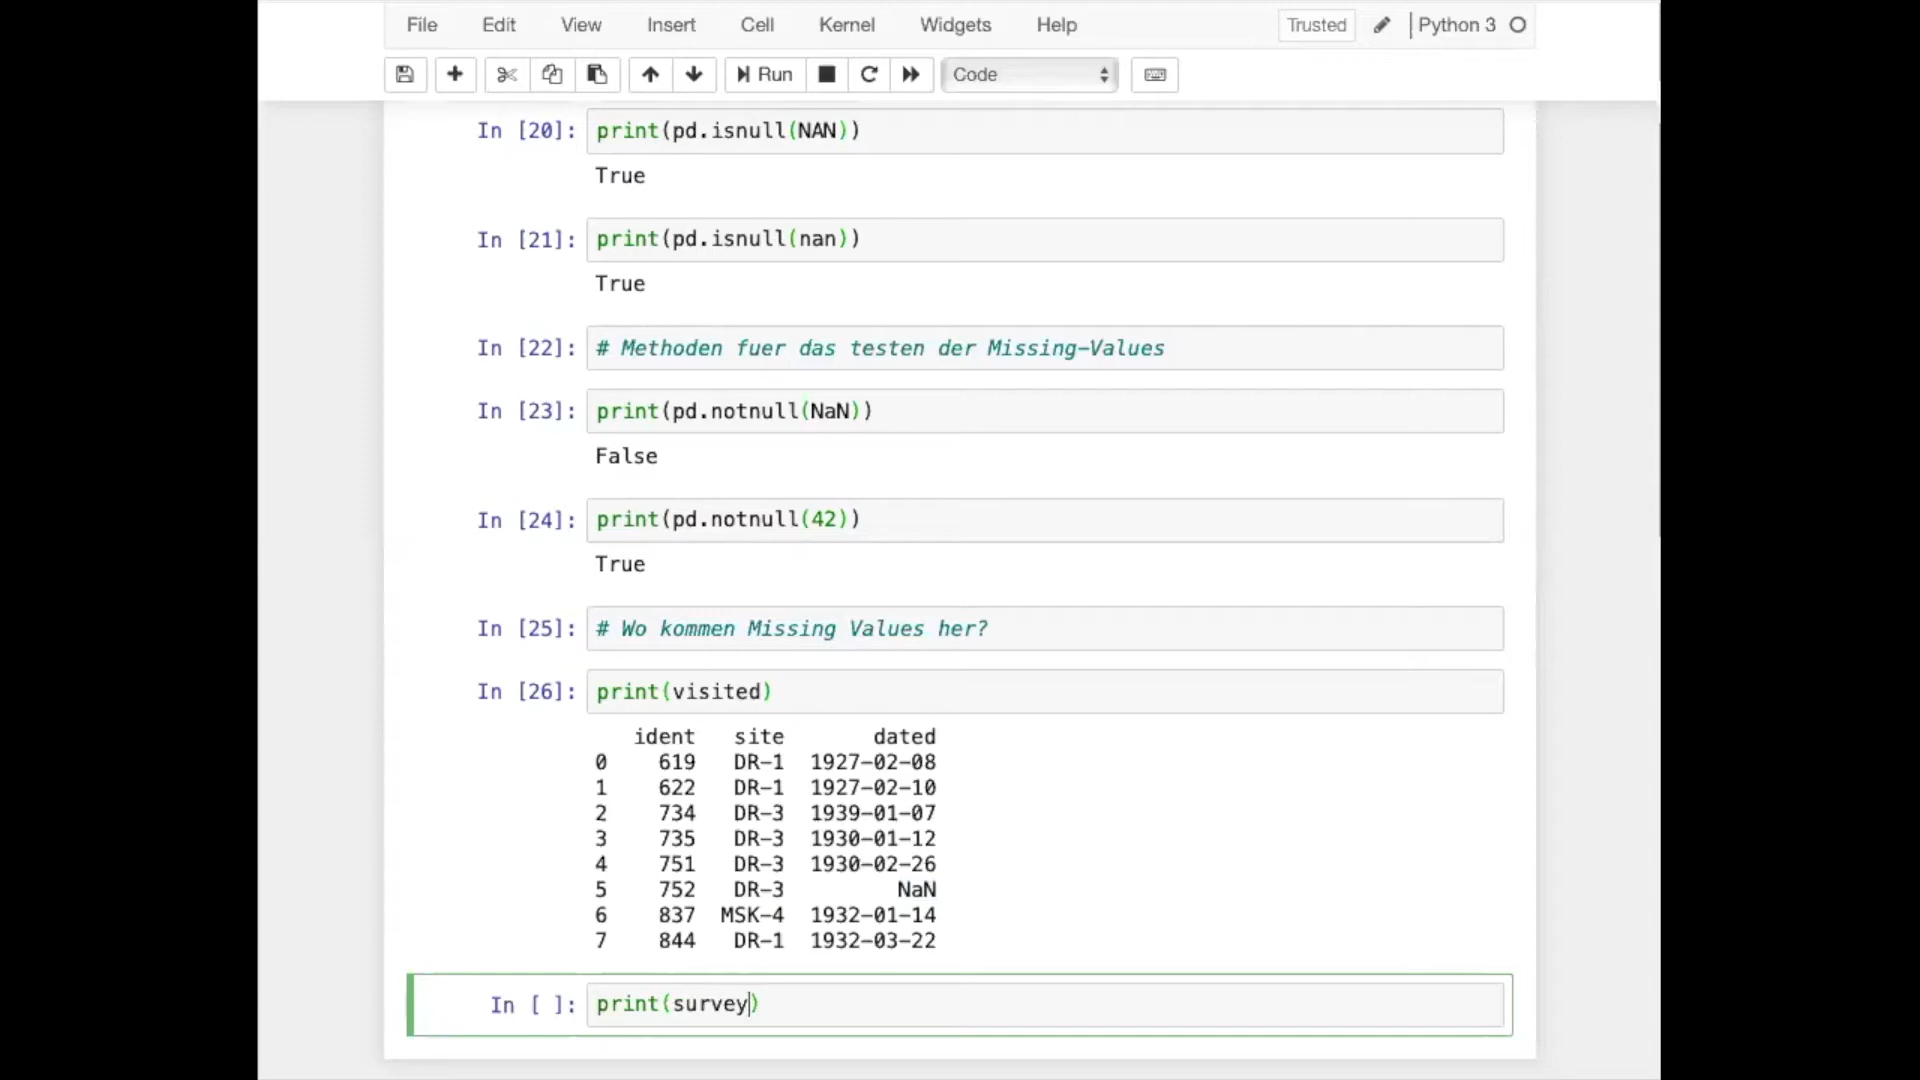 File Edit View Insert Cell Kernel Widgets Help Trusted Python 3
Run Code
In [20]: print(pd.isnull(NAN))
True
In [21]: print(pd.isnull(nan))
True
In [22]: # Methoden fuer das testen der Missing-Values
In [23]: print(pd.notnull(NaN))
False
In [24]: print(pd.notnull(42))
True
In [25]: # Wo kommen Missing Values her?
In [26]: print(visited)
ident site dated
0 619 DR-1 1927-02-08
1 622 DR-1 1927-02-10
2 734 DR-3 1939-01-07
3 735 DR-3 1930-01-12
4 751 DR-3 1930-02-26
5 752 DR-3 NaN
6 837 MSK-4 1932-01-14
7 844 DR-1 1932-03-22
In [ ]: print(survey)